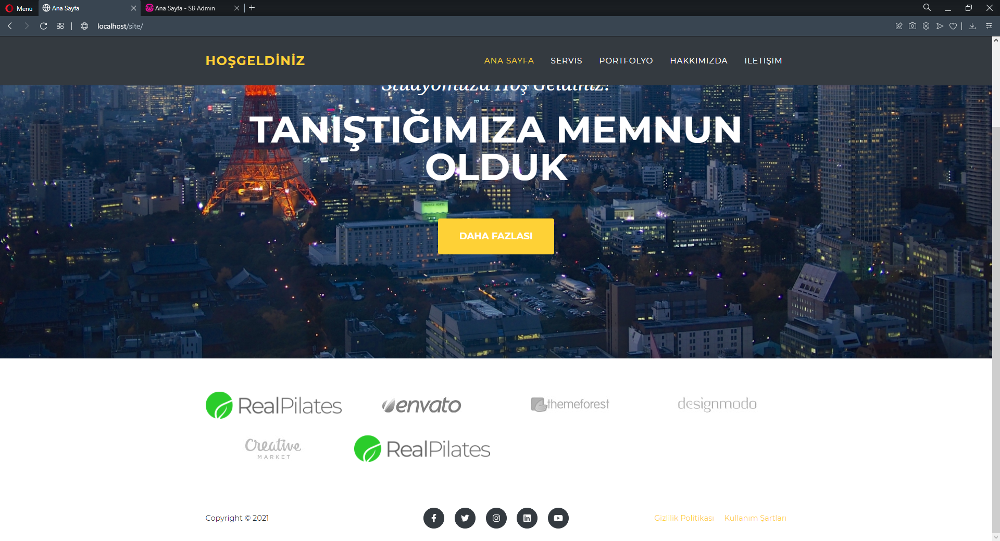 Menü
Ana Sayfa
Ana Sayfa - SB Admin
localhost/site/
HOŞGELDİNİZ
ANA SAYFA
SERVİS
PORTFOLYO
HAKKIMIZDA
İLETİŞİM
Stüdyomuza Hoş Geldiniz!
TANIŞTIĞIMIZA MEMNUN
OLDUK
DAHA FAZLASI
RealPilates
envato
themeforest
designmodo
Creative
MARKET
RealPilates
Copyright © 2021
Gizlilik Politikası
Kullanım Şartları